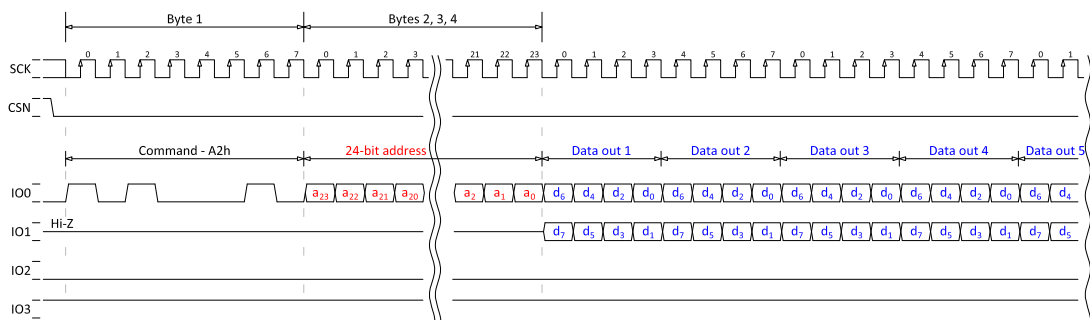 Byte 1 Bytes 2, 3, 4
0 1 2 3 4 5 6 7 0 1 2 3 21 22 23 0 1 2 3 4 5 6 7 0 1 2 3 4 5 6 7 0 1
SCK
CSN
Command - A2h 24-bit address Data out 1 Data out 2 Data out 3 Data out 4 Data out 5
IO0 a23 a22 a21 a20 a2 a1 a0 d6 d4 d2 d0 d6 d4 d2 d0 d6 d4 d2 d0 d6 d4 d2 d0 d6 d4
Hi-Z
IO1 d7 d5 d3 d1 d7 d5 d3 d1 d7 d5 d3 d1 d7 d5 d3 d1 d7 d5
IO2
IO3